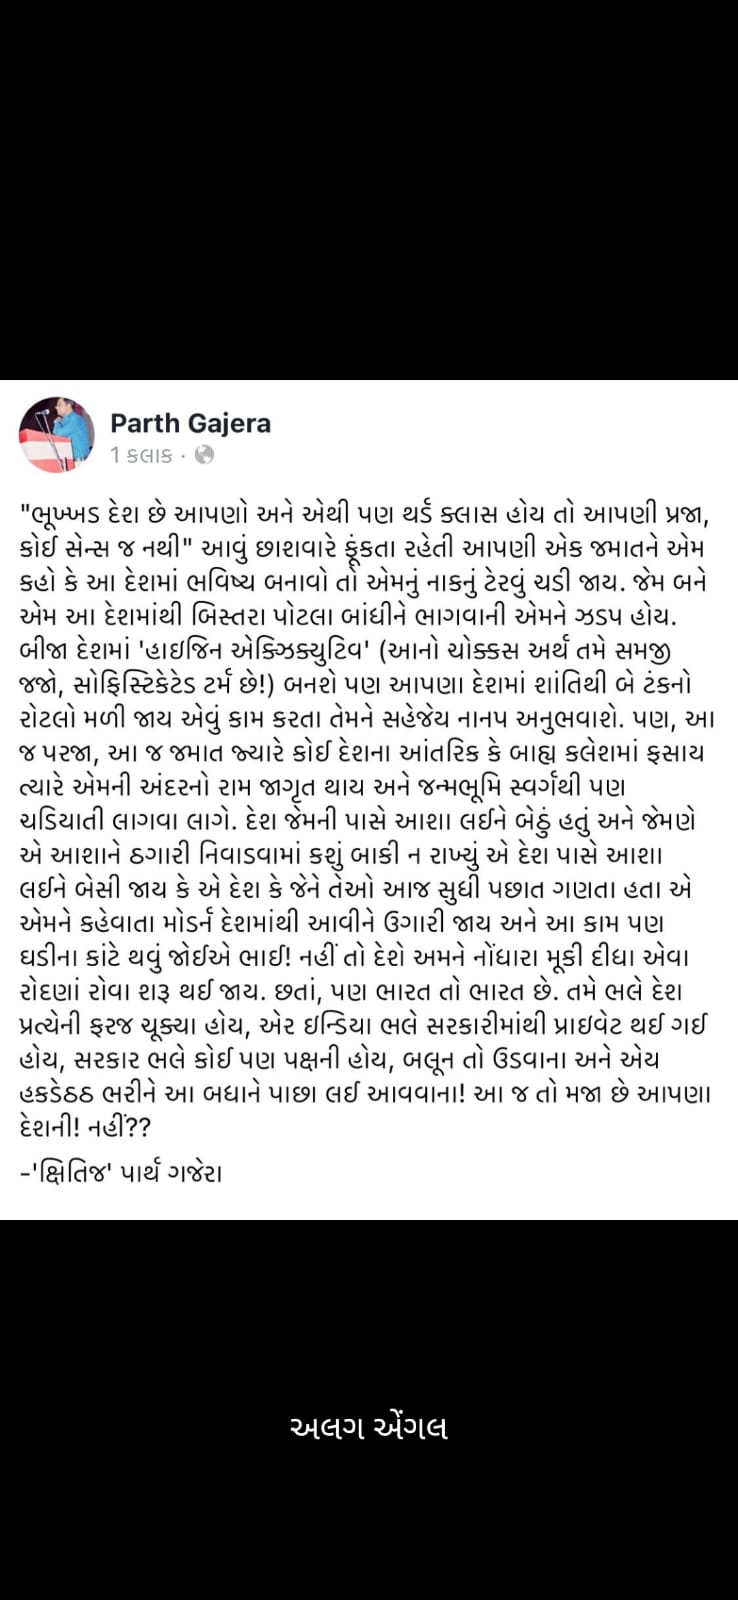 Parth Gajera
1 કલાક ·
"ભૂખ્ખડ દેશ છે આપણો અને એથી પણ થર્ડ ક્લાસ હોય તો આપણી પ્રજા,
કોઈ સેન્સ જ નથી" આવું છાશવારે ફૂંકતા રહેતી આપણી એક જમાતને એમ
કહો કે આ દેશમાં ભવિષ્ય બનાવો તો એમનું નાકનું ટેરવું ચડી જાય. જેમ બને
એમ આ દેશમાંથી બિસ્તરા પોટલા બાંધીને ભાગવાની એમને ઝડપ હોય.
બીજા દેશમાં 'હાઇજિન એક્ઝિક્યુટિવ' (આનો ચોક્કસ અર્થ તમે સમજી
જજો, સોફિસ્ટિકેટેડ ટર્મ છે!) બનશે પણ આપણા દેશમાં શાંતિથી બે ટંકનો
રોટલો મળી જાય એવું કામ કરતા તેમને સહેજેય નાનપ અનુભવાશે. પણ, આ
જ પરજા, આ જ જમાત જ્યારે કોઈ દેશના આંતરિક કે બાહ્ય કલેશમાં ફસાય
ત્યારે એમની અંદરનો રામ જાગૃત થાય અને જન્મભૂમિ સ્વર્ગથી પણ
ચડિયાતી લાગવા લાગે. દેશ જેમની પાસે આશા લઈને બેઠું હતું અને જેમણે
એ આશાને ઠગારી નિવાડવામાં કશું બાકી ન રાખ્યું એ દેશ પાસે આશા
લઈને બેસી જાય કે એ દેશ કે જેને તેઓ આજ સુધી પછાત ગણતા હતા એ
એમને કહેવાતા મોડર્ન દેશમાંથી આવીને ઉગારી જાય અને આ કામ પણ
ઘડીના કાંટે થવું જોઈએ ભાઈ! નહીં તો દેશે અમને નોંધારા મૂકી દીધા એવા
રોદણાં રોવા શરૂ થઈ જાય. છતાં, પણ ભારત તો ભારત છે. તમે ભલે દેશ
પ્રત્યેની ફરજ ચૂક્યા હોય, એર ઇન્ડિયા ભલે સરકારીમાંથી પ્રાઇવેટ થઈ ગઈ
હોય, સરકાર ભલે કોઈ પણ પક્ષની હોય, બલૂન તો ઉડવાના અને એય
હકડેઠઠ ભરીને આ બધાને પાછા લઈ આવવાના! આ જ તો મજા છે આપણા
દેશની! નહીં??
-'ક્ષિતિજ' પાર્થ ગજેરા
અલગ એંગલ